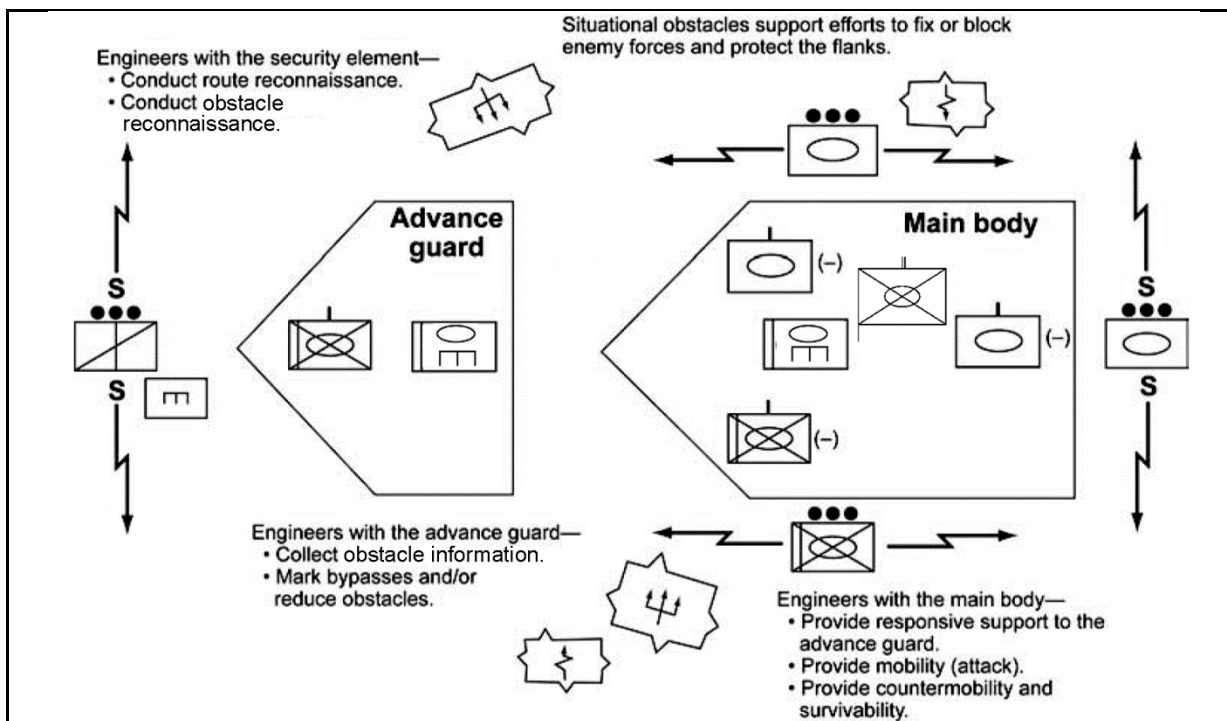 Situational obstacles support efforts to fix or block
enemy forces and protect the flanks.
Engineers with the security element—
• Conduct route reconnaissance.
• Conduct obstacle
reconnaissance.
Advance
guard
Main body
(–)
(–)
(–)
S
S
S
S
Engineers with the advance guard—
• Collect obstacle information.
• Mark bypasses and/or
reduce obstacles.
Engineers with the main body—
• Provide responsive support to the
advance guard.
• Provide mobility (attack).
• Provide countermobility and
survivability.